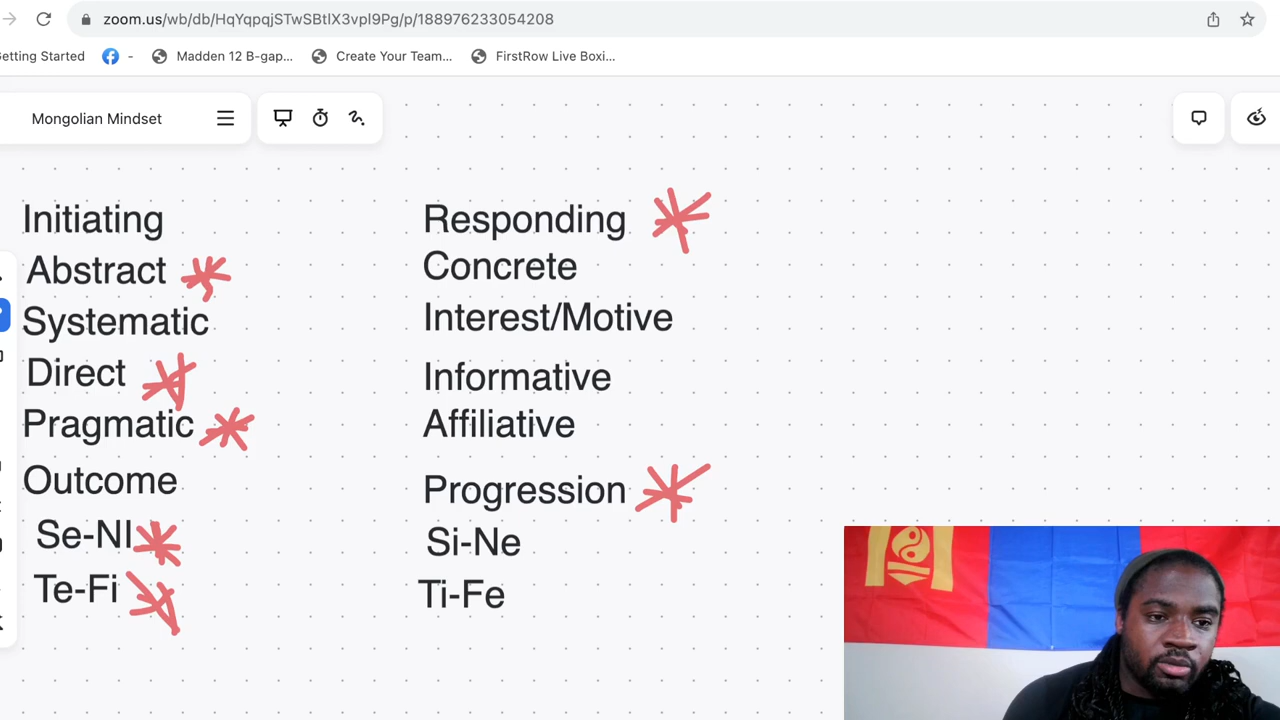 zoom.us/wb/db/HqYqpqjSTwSBtlX3vpl9Pg/p/188976233054208
etting Started - Madden 12 B-gap... Create Your Team... FirstRow Live Boxi...
Mongolian Mindset
Initiating Responding
Abstract Concrete
Systematic Interest/Motive
Direct Informative
Pragmatic Affiliative
Outcome Progression
Se-NI Si-Ne
Te-Fi Ti-Fe